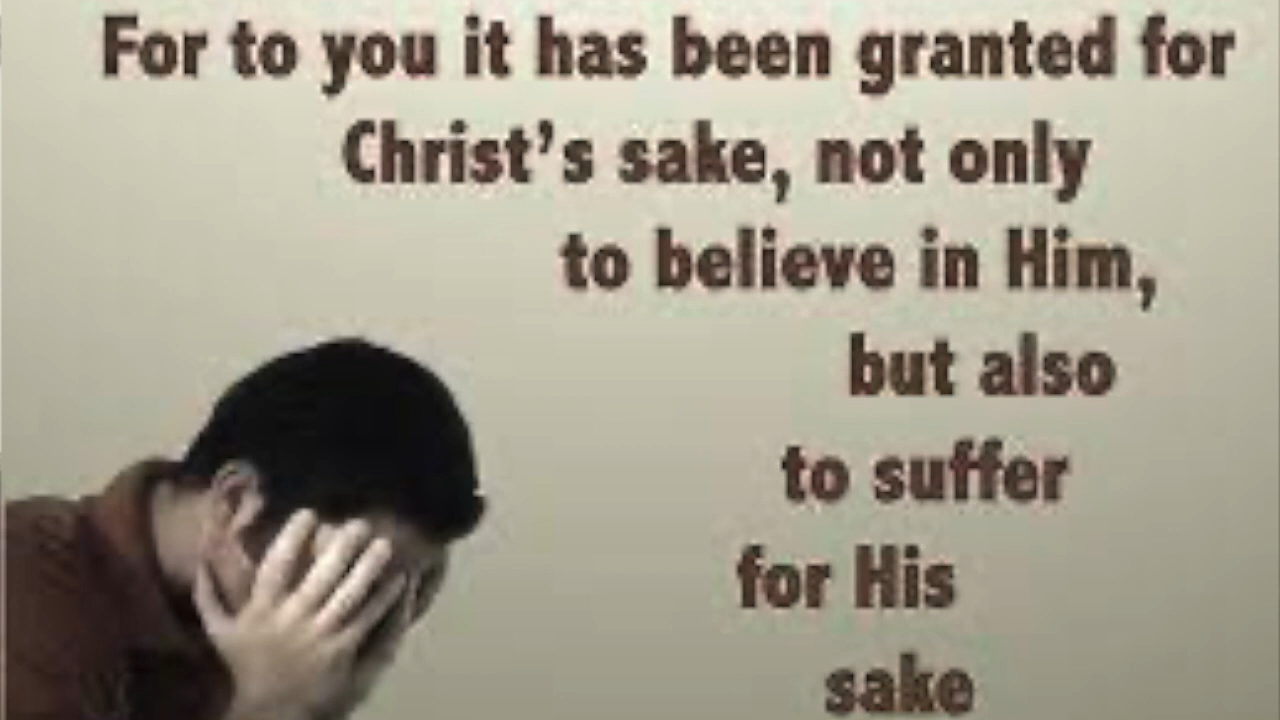 For to you it has been granted for
Christ’s sake, not only
to believe in Him,
but also
to suffer
for His
sake